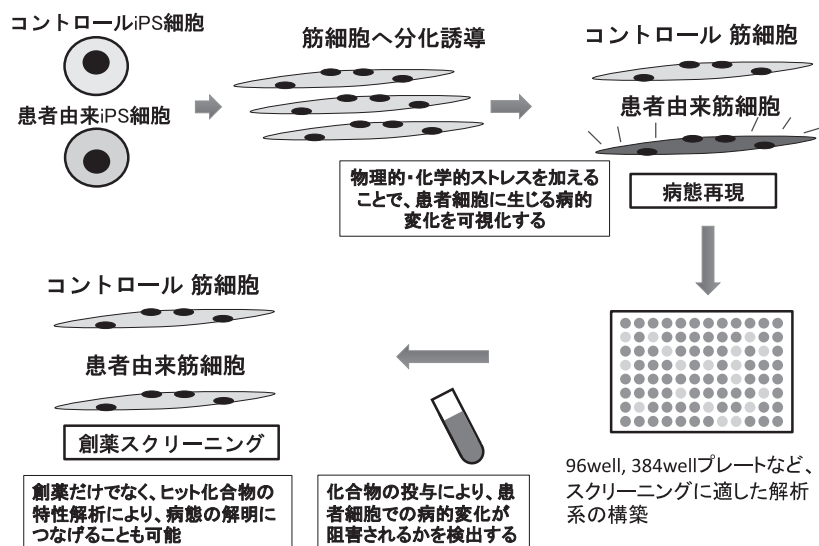 コントロールiPS細胞
患者由来iPS細胞
筋細胞へ分化誘導
コントロール 筋細胞
患者由来筋細胞
物理的・化学的ストレスを加える
ことで、患者細胞に生じる病的
変化を可視化する
病態再現
96well, 384wellプレートなど、
スクリーニングに適した解析
系の構築
コントロール 筋細胞
患者由来筋細胞
創薬スクリーニング
創薬だけでなく、ヒット化合物の
特性解析により、病態の解明に
つなげることも可能
化合物の投与により、患
者細胞での病的変化が
阻害されるかを検出する